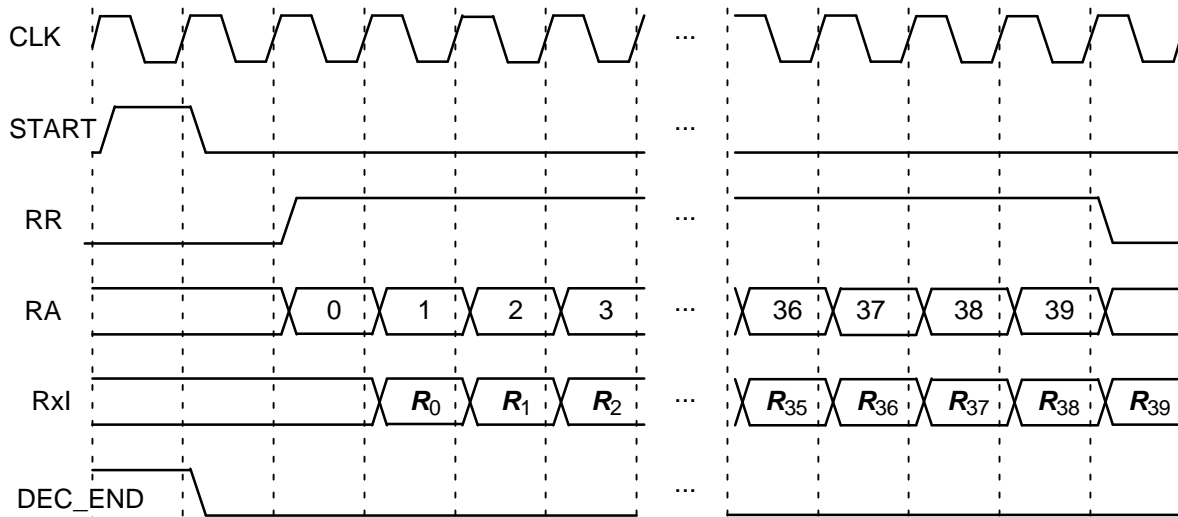 CLK ...
START ...
RR ...
RA 0 1 2 3 ... 36 37 38 39
RxI R0 R1 R2 ... R35 R36 R37 R38 R39
DEC_END ...